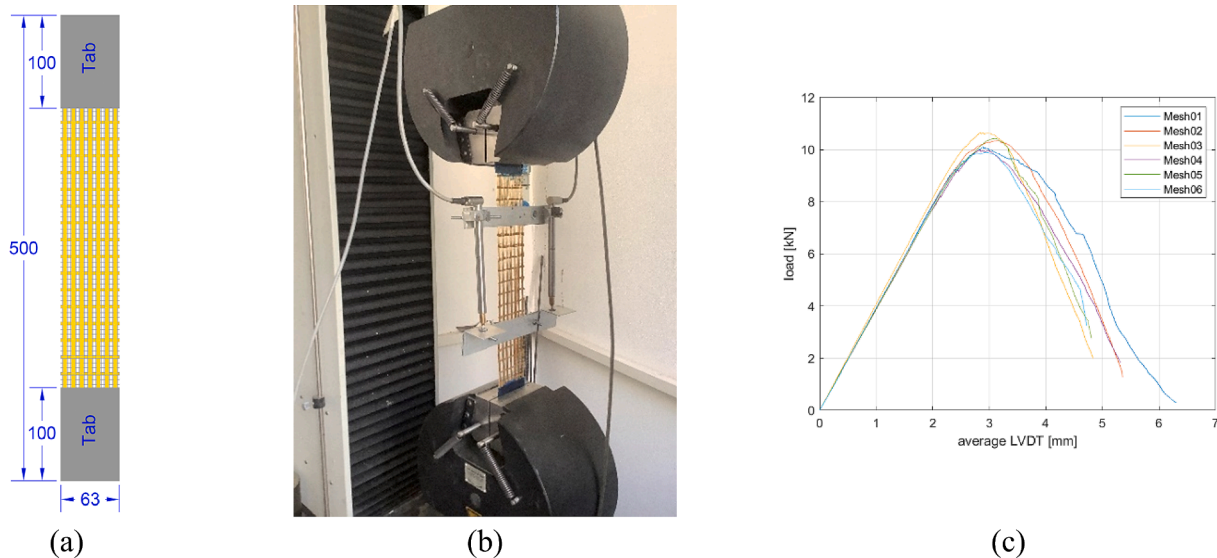 Tab
100
500
Tab
100
63
(a)
(b)
12
10
8
6
4
2
0
load [kN]
0 1 2 3 4 5 6 7
average LVDT [mm]
Mesh01
Mesh02
Mesh03
Mesh04
Mesh05
Mesh06
(c)